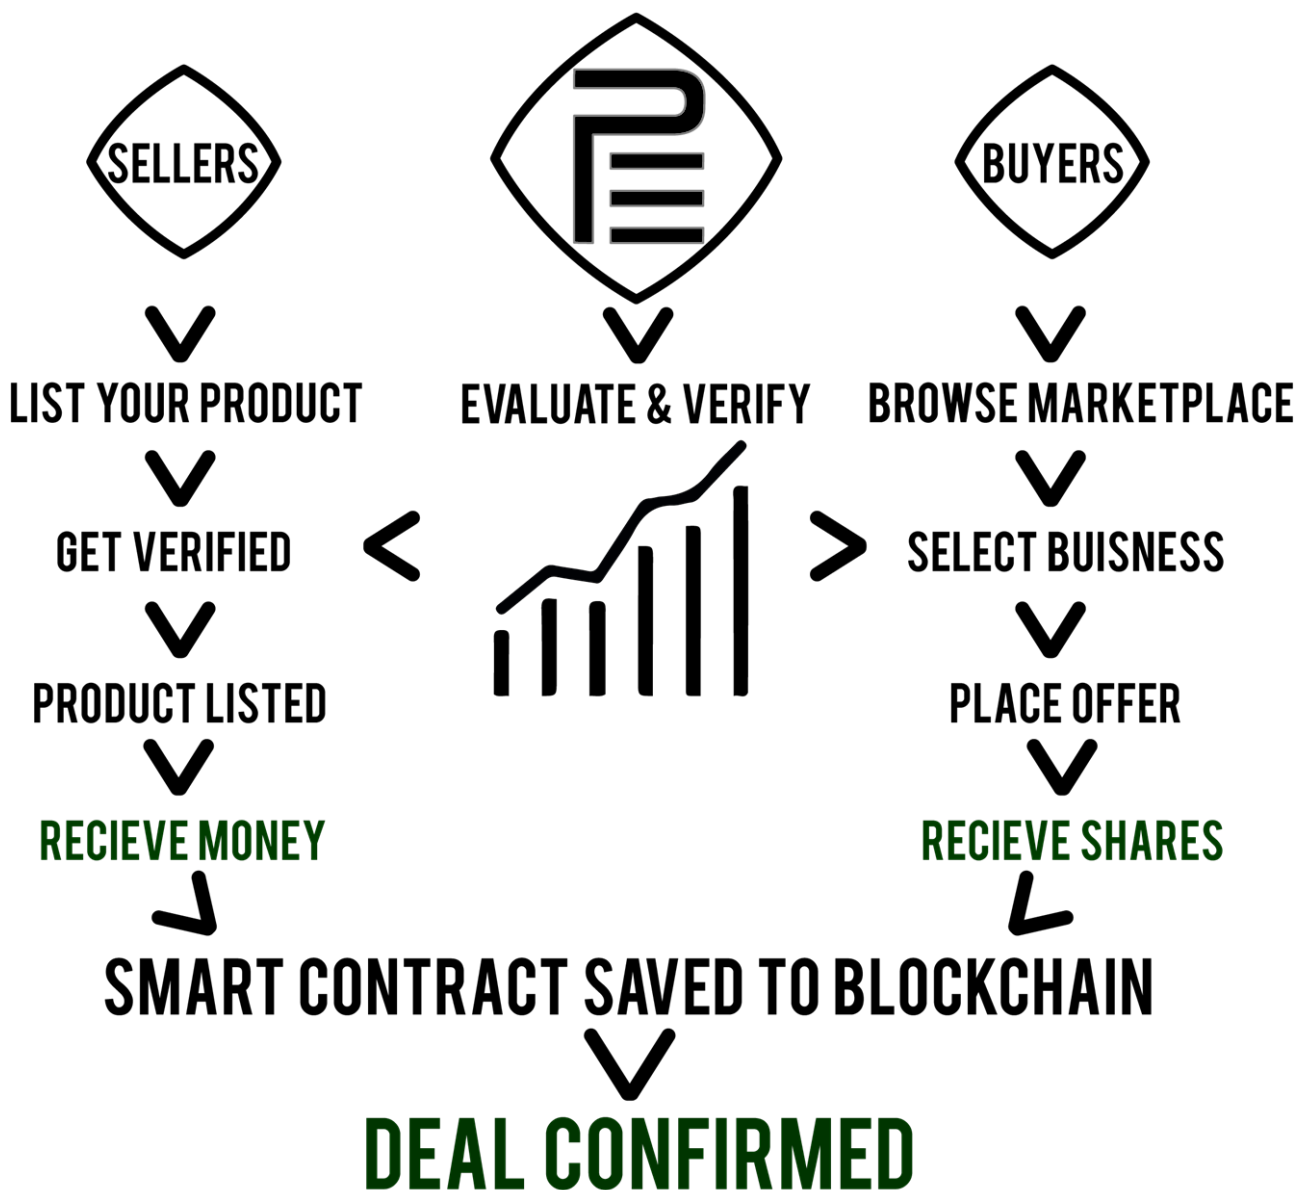 SELLERS
PE
BUYERS
LIST YOUR PRODUCT
EVALUATE & VERIFY
BROWSE MARKETPLACE
GET VERIFIED
SELECT BUISNESS
PRODUCT LISTED
PLACE OFFER
RECIEVE MONEY
RECIEVE SHARES
SMART CONTRACT SAVED TO BLOCKCHAIN
DEAL CONFIRMED